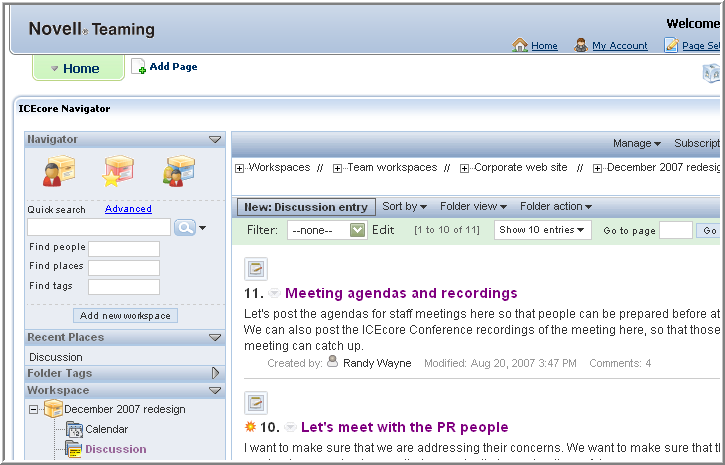 Novell® Teaming
Welcome
Home My Account Page Set
Home Add Page
ICEcore Navigator
Navigator
Quick search Advanced
Find people
Find places
Find tags
Add new workspace
Recent Places
Discussion
Folder Tags
Workspace
December 2007 redesign
Calendar
Discussion
Manage Subscript
Workspaces // Team workspaces // Corporate web site // December 2007 redesig
New: Discussion entry Sort by Folder view Folder action
Filter: --none-- Edit [1 to 10 of 11] Show 10 entries Go to page Go
11. Meeting agendas and recordings
Let's post the agendas for staff meetings here so that people can be prepared before at
We can also post the ICEcore Conference recordings of the meeting here, so that those
meeting can catch up.
Created by: Randy Wayne Modified: Aug 20, 2007 3:47 PM Comments: 4
10. Let's meet with the PR people
I want to make sure that we are addressing their concerns. We want to make sure that t